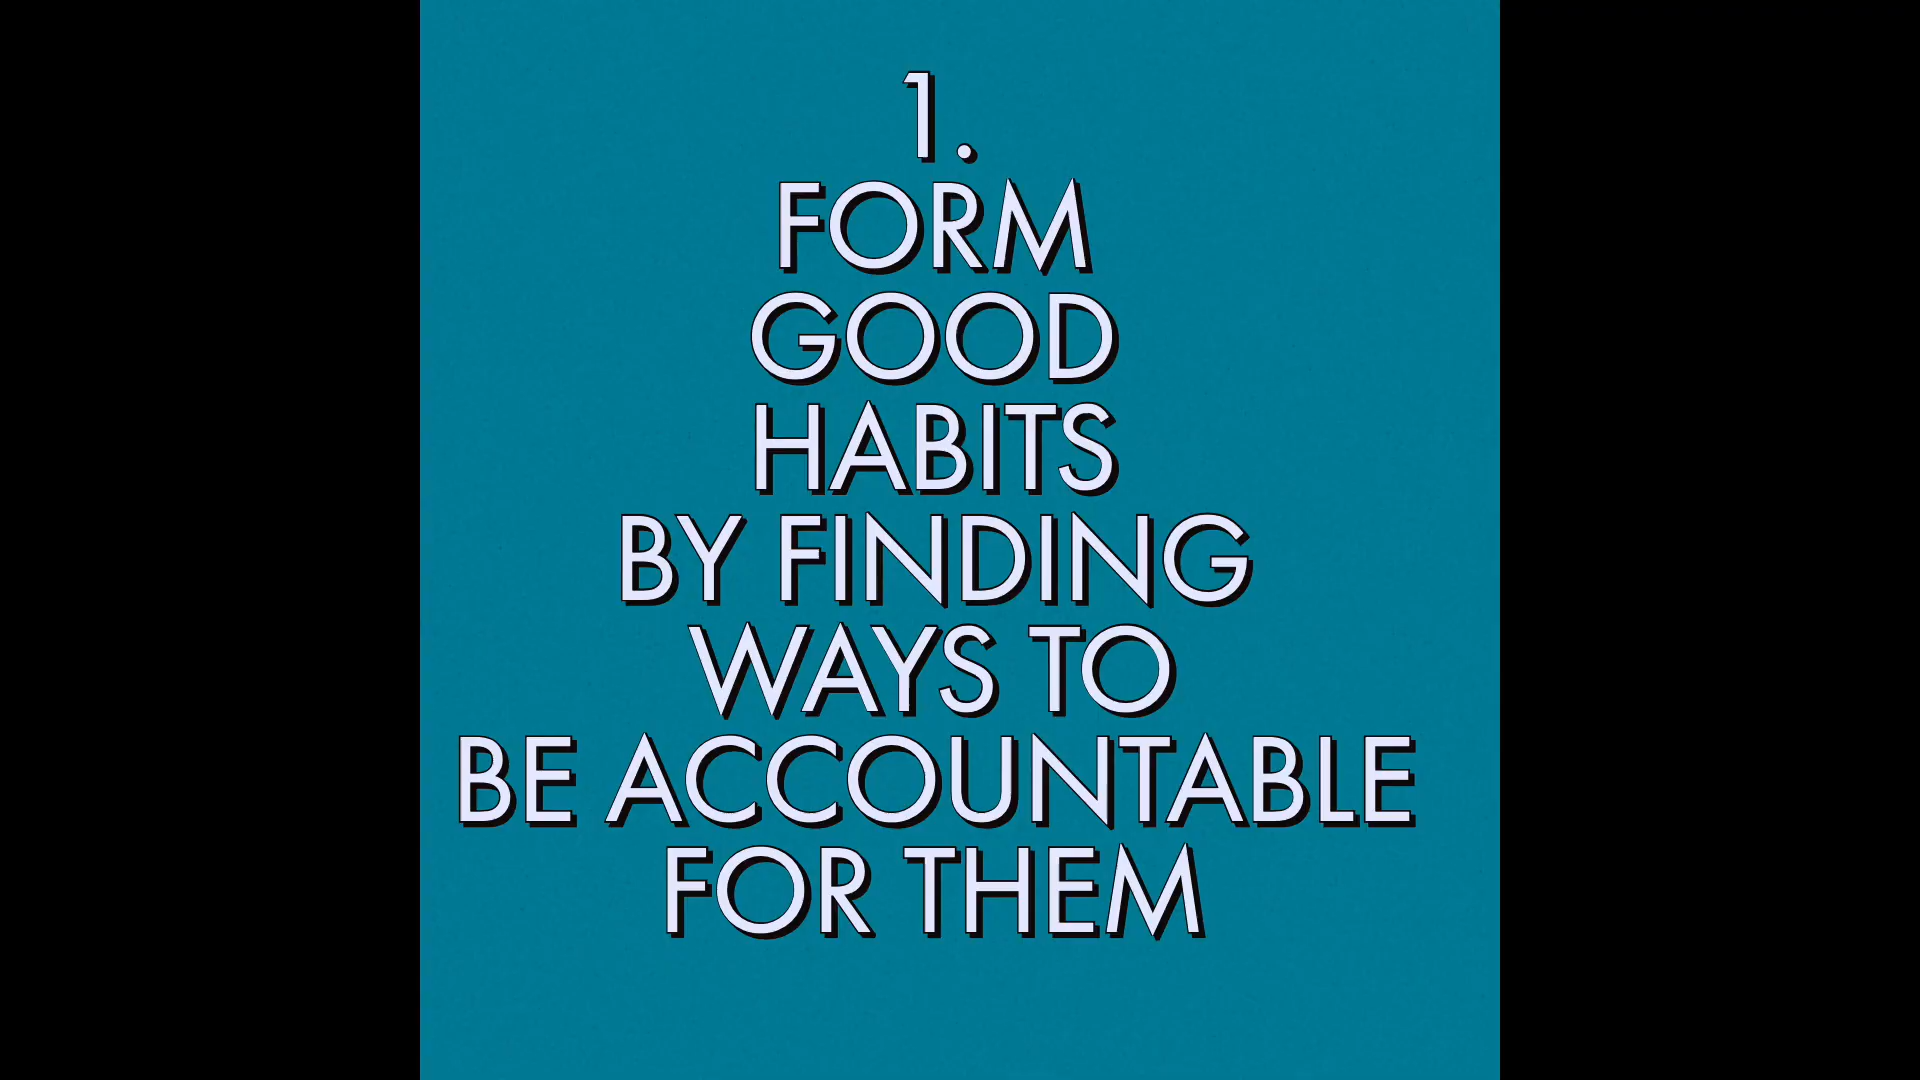 1.
FORM
GOOD
HABITS
BY FINDING
WAYS TO
BE ACCOUNTABLE
FOR THEM